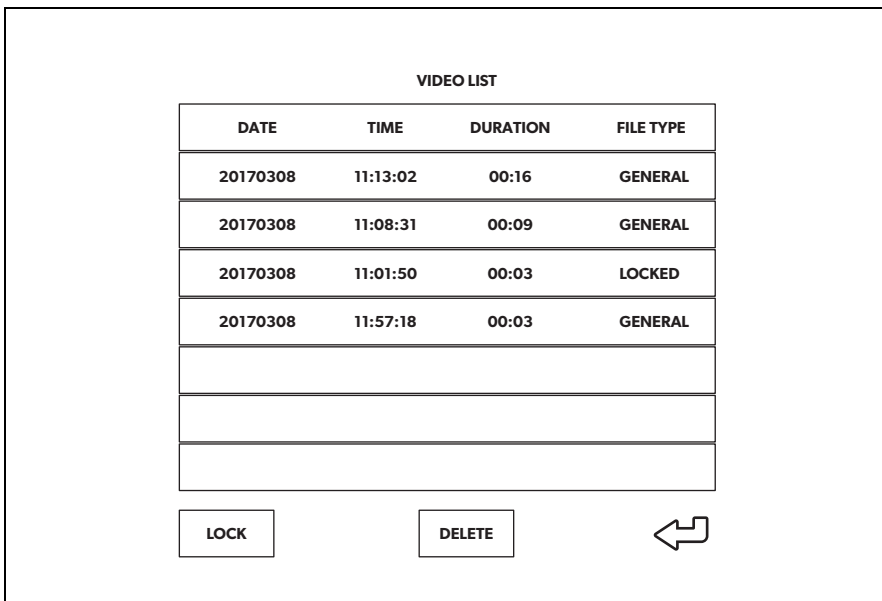 VIDEO LIST
DATE TIME DURATION FILE TYPE
20170308 11:13:02 00:16 GENERAL
20170308 11:08:31 00:09 GENERAL
20170308 11:01:50 00:03 LOCKED
20170308 11:57:18 00:03 GENERAL
LOCK DELETE